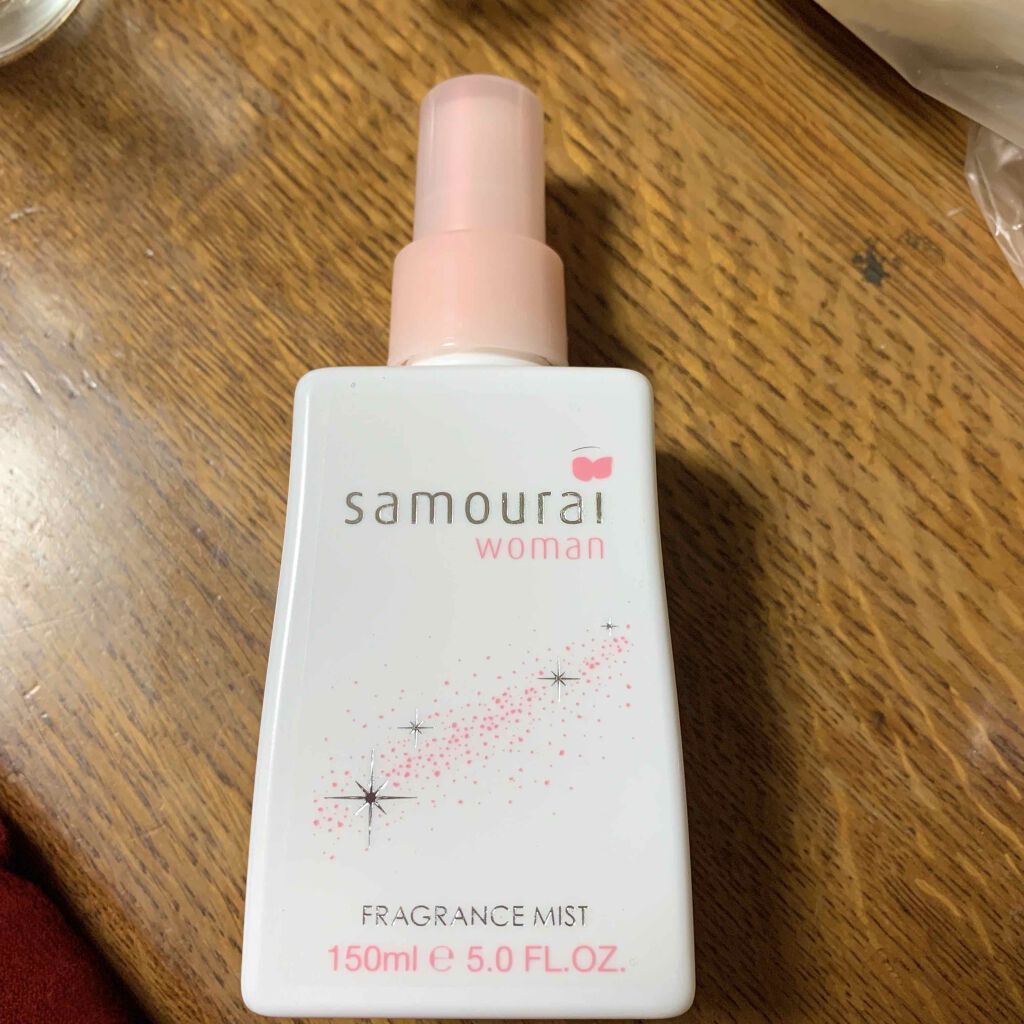 samourai
woman
FRAGRANCE MIST
150ml ℮ 5.0 FL.OZ.